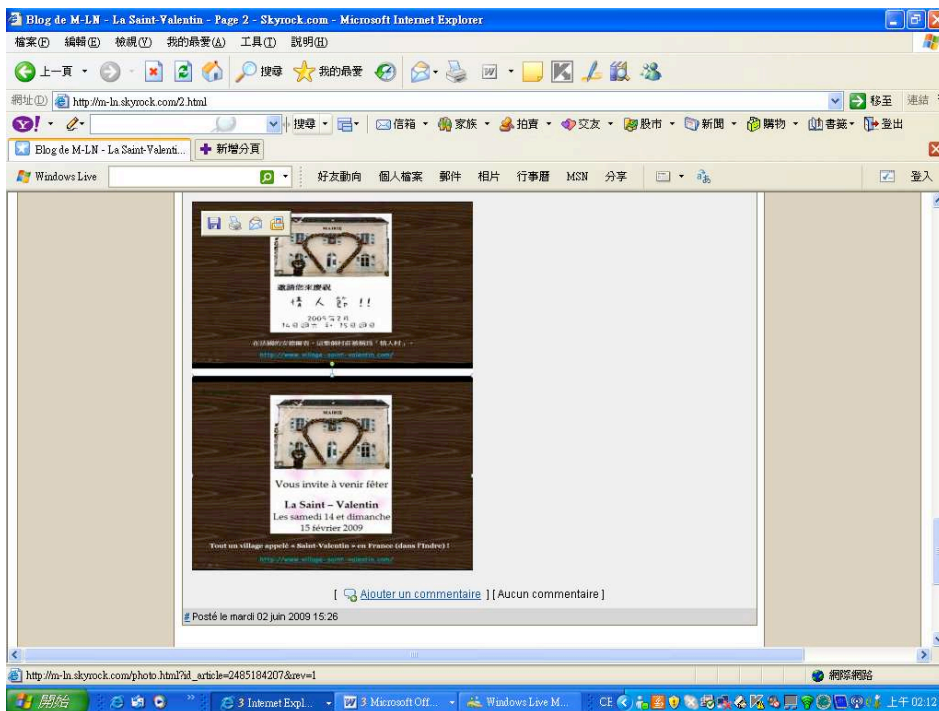 Blog de M-LN - La Saint-Valentin - Page 2 - Skyrock.com - Microsoft Internet Explorer
檔案(F) 編輯(E) 檢視(V) 我的最愛(A) 工具(T) 說明(H)
上一頁 搜尋 我的最愛
網址(D) http://m-ln.skyrock.com/2.html 移至 連結
Y! 搜尋 信箱 家族 拍賣 交友 股市 新聞 購物 書籤 登出
Blog de M-LN - La Saint-Valenti... 新增分頁
Windows Live 好友動向 個人檔案 郵件 相片 行事曆 MSN 分享 登入
MAIRIE
邀請您來慶祝
情人節!!
http://www.village-saint-valentin.com/
MAIRIE
Vous invite à venir fêter
La Saint – Valentin
Les samedi 14 et dimanche
15 février 2009
Tout un village appelé « Saint-Valentin » en France (dans l'Indre) !
http://www.village-saint-valentin.com/
[ Ajouter un commentaire ] [ Aucun commentaire ]
# Posté le mardi 02 juin 2009 15:26
http://m-ln.skyrock.com/photo.html?id_article=2485184207&rev=1 網際網路
開始 3 Internet Expl... 3 Microsoft Off... Windows Live M... CH 上午 02:12